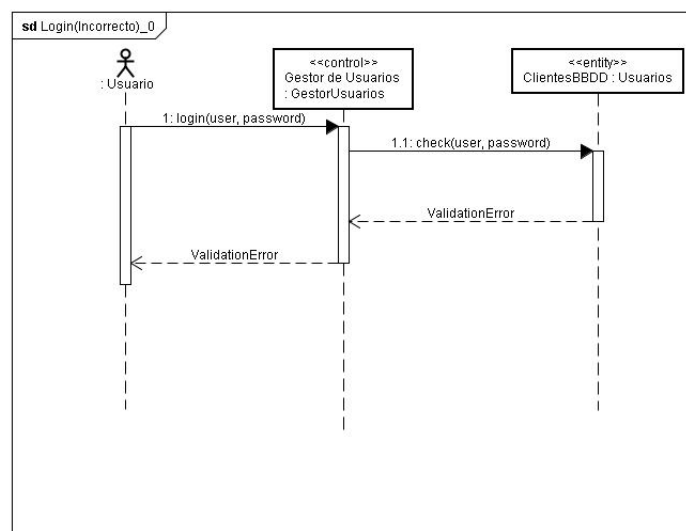 sd Login(Incorrecto)_0
: Usuario
<<control>>
Gestor de Usuarios
: GestorUsuarios
<<entity>>
ClientesBBDD : Usuarios
1: login(user, password)
1.1: check(user, password)
ValidationError
ValidationError